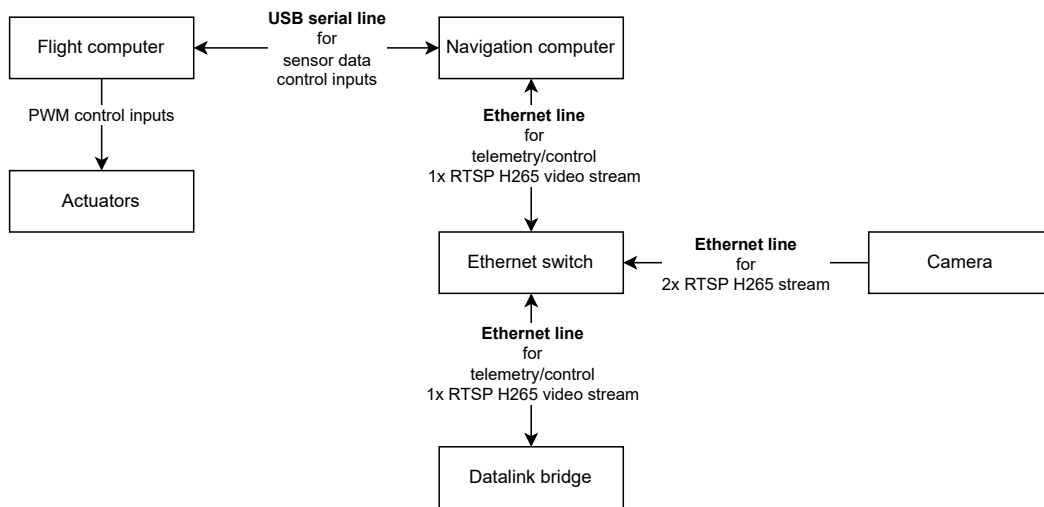 USB serial line
for
sensor data
control inputs
Flight computer
Navigation computer
PWM control inputs
Ethernet line
for
telemetry/control
1x RTSP H265 video stream
Actuators
Ethernet switch
Ethernet line
for
2x RTSP H265 stream
Camera
Ethernet line
for
telemetry/control
1x RTSP H265 video stream
Datalink bridge